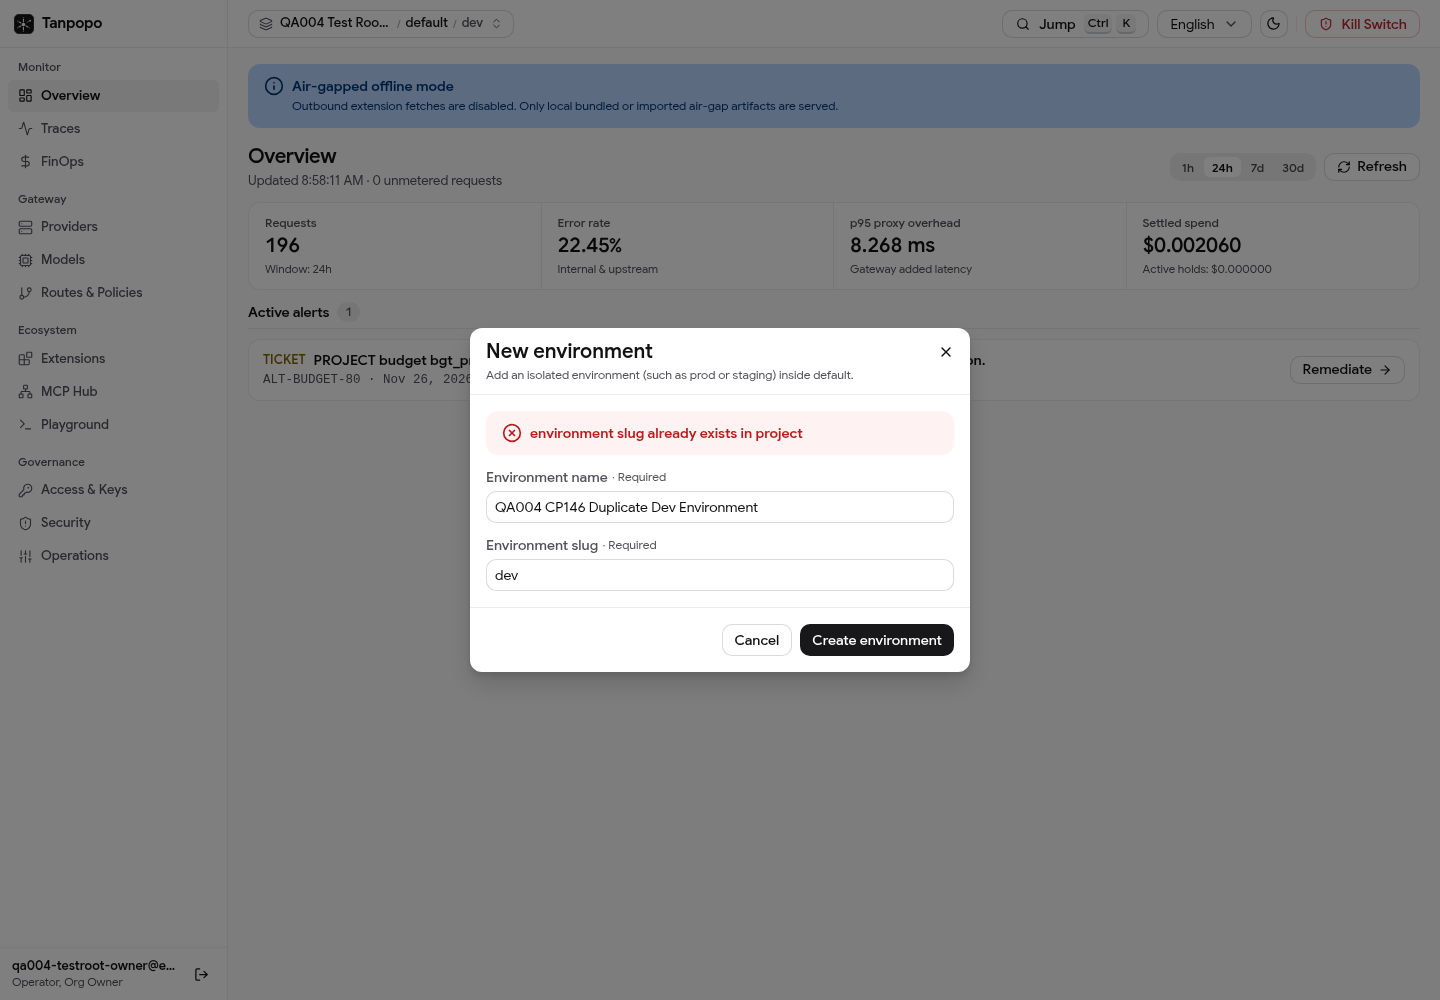 Tanpopo
QA004 Test Roo... / default / dev
Jump Ctrl K
English
Kill Switch
Monitor
Overview
Traces
FinOps
Gateway
Providers
Models
Routes & Policies
Ecosystem
Extensions
MCP Hub
Playground
Governance
Access & Keys
Security
Operations
qa004-testroot-owner@e...
Operator, Org Owner
Air-gapped offline mode
Outbound extension fetches are disabled. Only local bundled or imported air-gap artifacts are served.
Overview
Updated 8:58:11 AM · 0 unmetered requests
1h 24h 7d 30d
Refresh
Requests
196
Window: 24h
Error rate
22.45%
Internal & upstream
p95 proxy overhead
8.268 ms
Gateway added latency
Settled spend
$0.002060
Active holds: $0.000000
Active alerts 1
TICKET PROJECT budget bgt_p on.
ALT-BUDGET-80 · Nov 26, 2026
Remediate
New environment
Add an isolated environment (such as prod or staging) inside default.
environment slug already exists in project
Environment name · Required
QA004 CP146 Duplicate Dev Environment
Environment slug · Required
dev
Cancel
Create environment